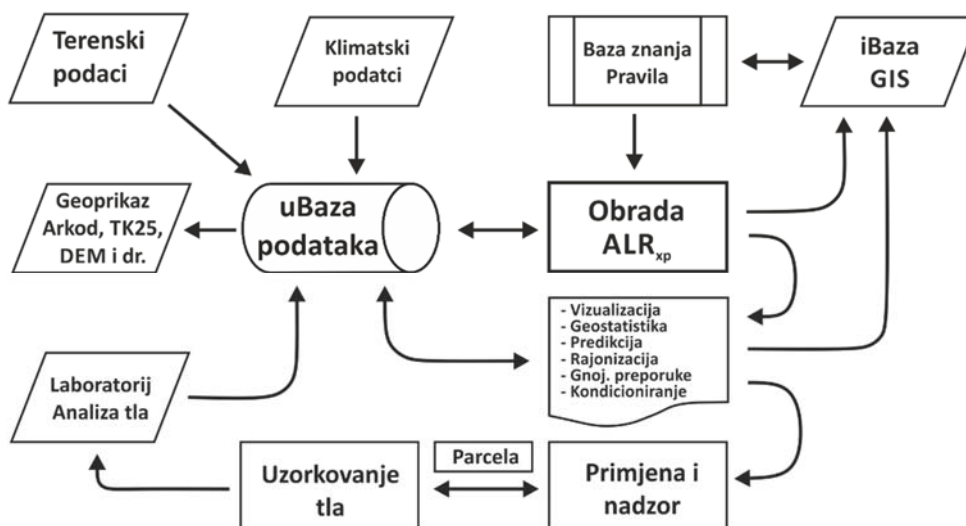 Terenski
podaci
Klimatski
podatci
Baza znanja
Pravila
iBaza
GIS
Geoprikaz
Arkod, TK25,
DEM i dr.
uBaza
podataka
Obrada
ALRxp
- Vizualizacija
- Geostatistika
- Predikcija
- Rajonizacija
- Gnoj. preporuke
- Kondicioniranje
Laboratorij
Analiza tla
Uzorkovanje
tla
Parcela
Primjena i
nadzor